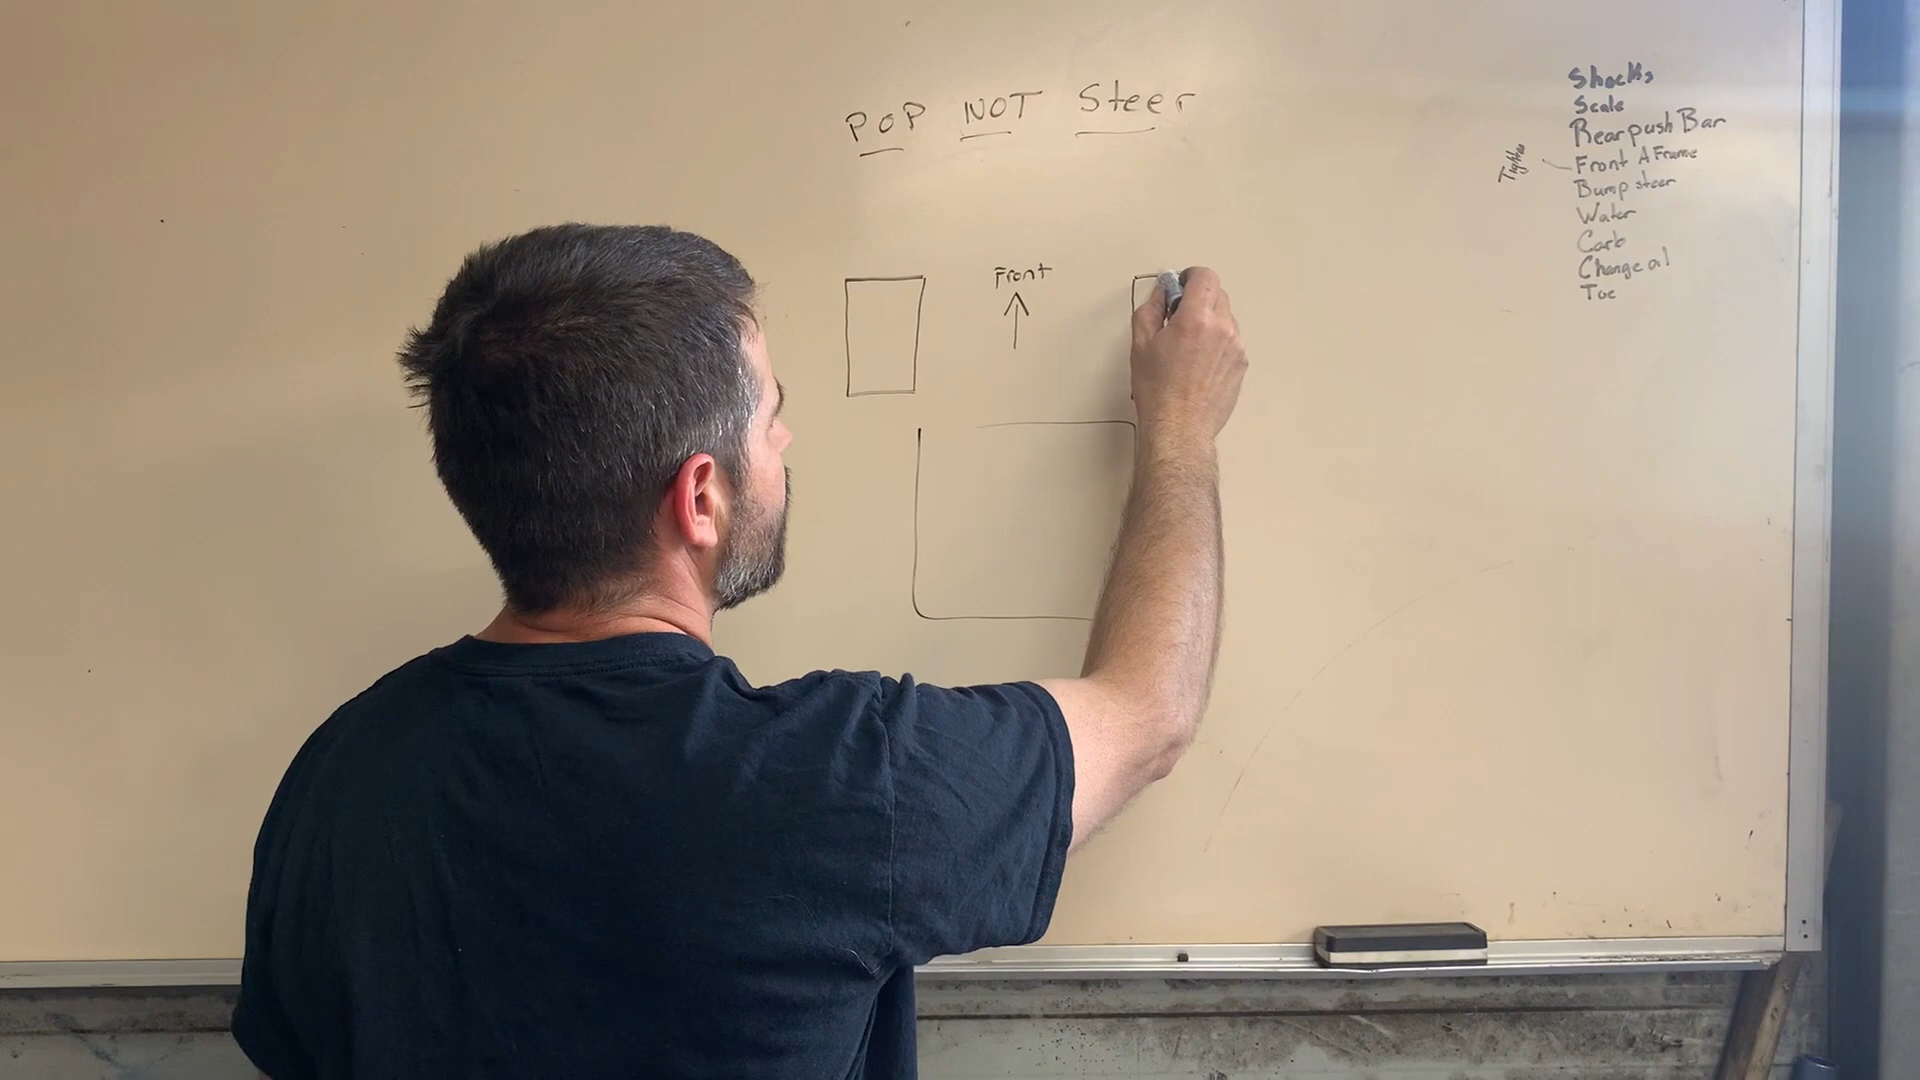 POP NOT Steer
Front
Shocks
Scale
Rear push Bar
Front A Frame
Bump steer
Water
Carb
Change oil
Toe